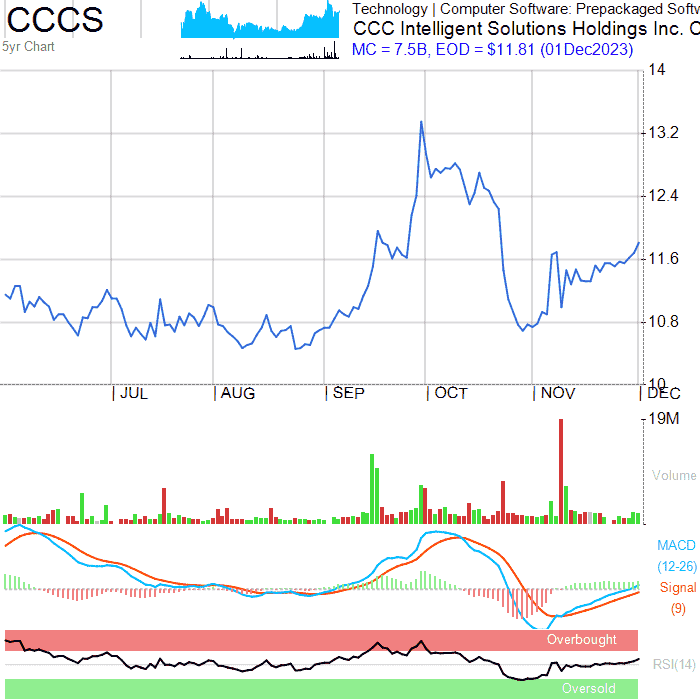 CCCS
5yr Chart
Technology | Computer Software: Prepackaged Softw
CCC Intelligent Solutions Holdings Inc. C
MC = 7.5B, EOD = $11.81 (01Dec2023)
14
13.2
12.4
11.6
10.8
10
JUL AUG SEP OCT NOV DEC
19M
Volume
MACD
(12-26)
Signal
(9)
Overbought
RSI(14)
Oversold